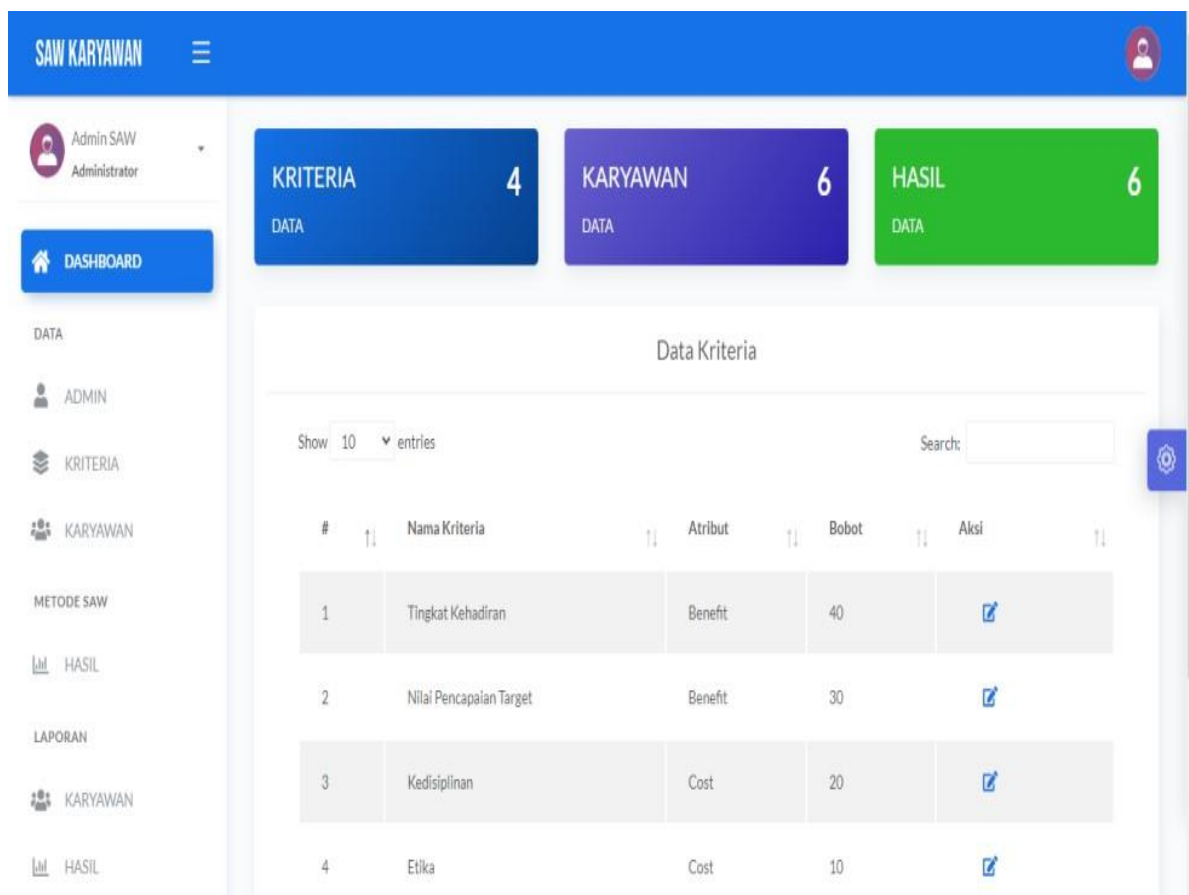 SAW KARYAWAN
Admin SAW
Administrator
DASHBOARD
DATA
ADMIN
KRITERIA
KARYAWAN
METODE SAW
HASIL
LAPORAN
KARYAWAN
HASIL
KRITERIA 4
DATA
KARYAWAN 6
DATA
HASIL 6
DATA
Data Kriteria
Show 10 entries Search:
# Nama Kriteria Atribut Bobot Aksi
1 Tingkat Kehadiran Benefit 40
2 Nilai Pencapaian Target Benefit 30
3 Kedisiplinan Cost 20
4 Etika Cost 10